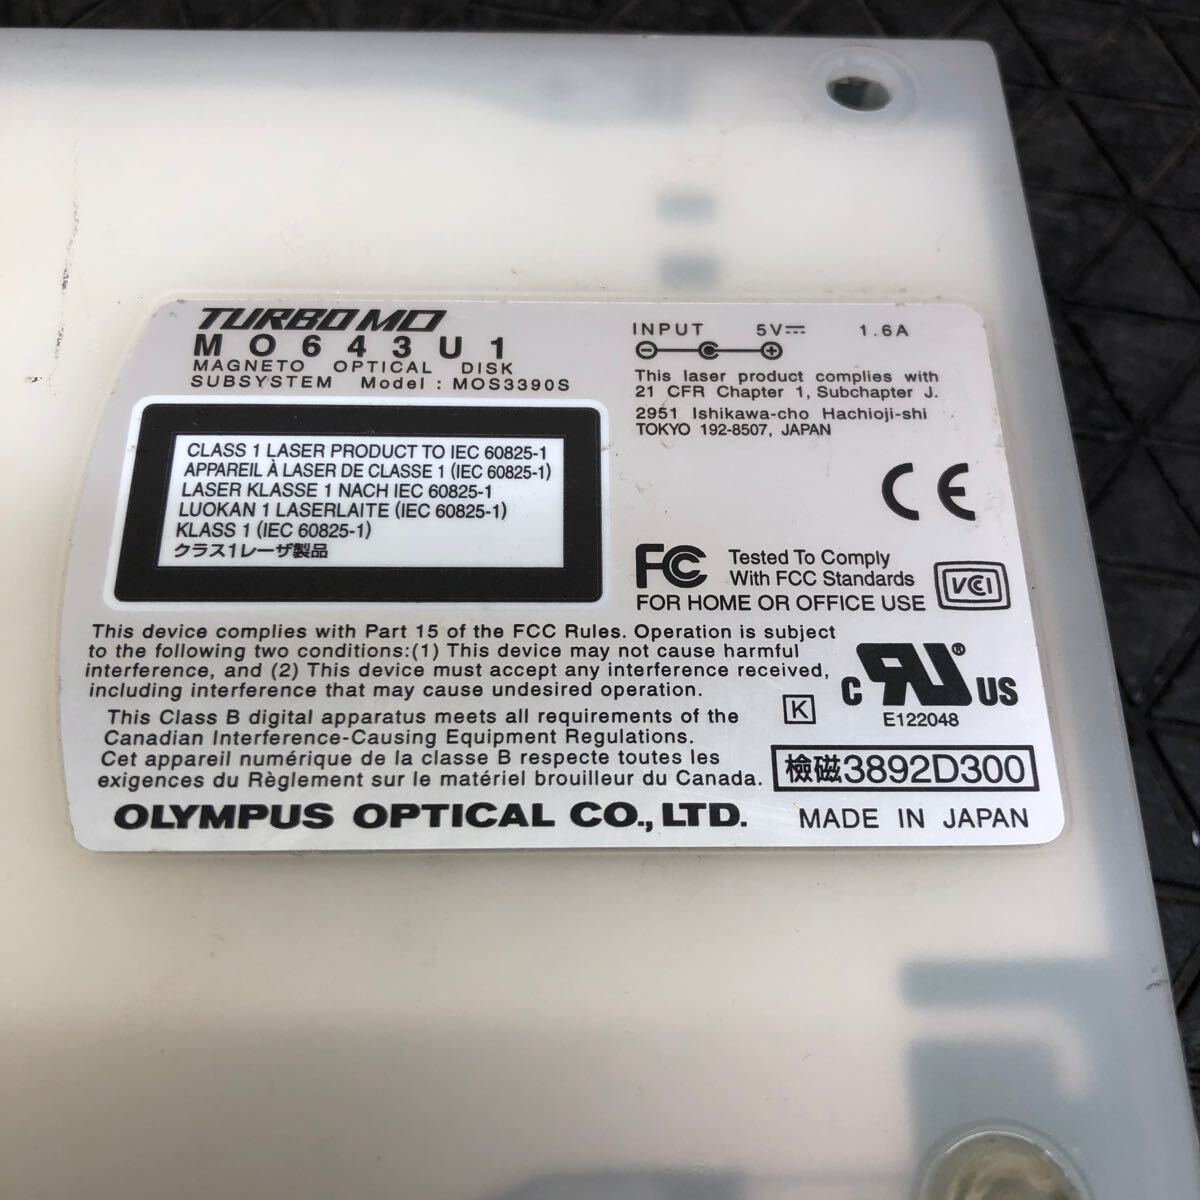 TURBO MO
MO643U1
MAGNETO OPTICAL DISK
SUBSYSTEM Model : MOS3390S
CLASS 1 LASER PRODUCT TO IEC 60825-1
APPAREIL À LASER DE CLASSE 1 (IEC 60825-1)
LASER KLASSE 1 NACH IEC 60825-1
LUOKAN 1 LASERLAITE (IEC 60825-1)
KLASS 1 (IEC 60825-1)
クラス1レーザ製品
INPUT 5V 1.6A
This laser product complies with
21 CFR Chapter 1, Subchapter J.
2951 Ishikawa-cho Hachioji-shi
TOKYO 192-8507, JAPAN
CE
FC Tested To Comply
With FCC Standards
FOR HOME OR OFFICE USE
VCI
This device complies with Part 15 of the FCC Rules. Operation is subject
to the following two conditions:(1) This device may not cause harmful
interference, and (2) This device must accept any interference received,
including interference that may cause undesired operation.
This Class B digital apparatus meets all requirements of the
Canadian Interference-Causing Equipment Regulations.
Cet appareil numérique de la classe B respecte toutes les
exigences du Règlement sur le matériel brouilleur du Canada.
K
C RU® US
E122048
檢磁3892D300
OLYMPUS OPTICAL CO., LTD.
MADE IN JAPAN